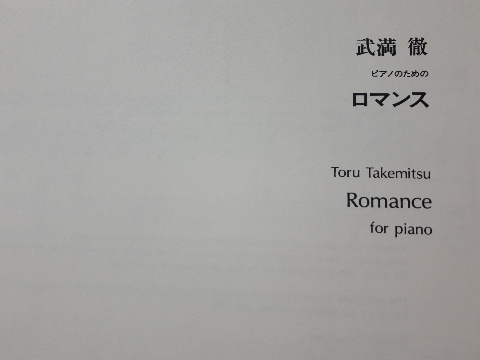 武満 徹
ピアノのための
ロマンス
Toru Takemitsu
Romance
for piano